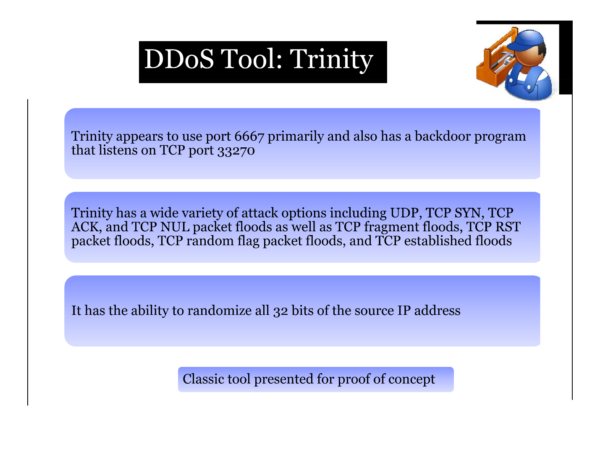 DDoS Tool: Trinity
Trinity appears to use port 6667 primarily and also has a backdoor program
that listens on TCP port 33270
Trinity has a wide variety of attack options including UDP, TCP SYN, TCP
ACK, and TCP NUL packet floods as well as TCP fragment floods, TCP RST
packet floods, TCP random flag packet floods, and TCP established floods
It has the ability to randomize all 32 bits of the source IP address
Classic tool presented for proof of concept